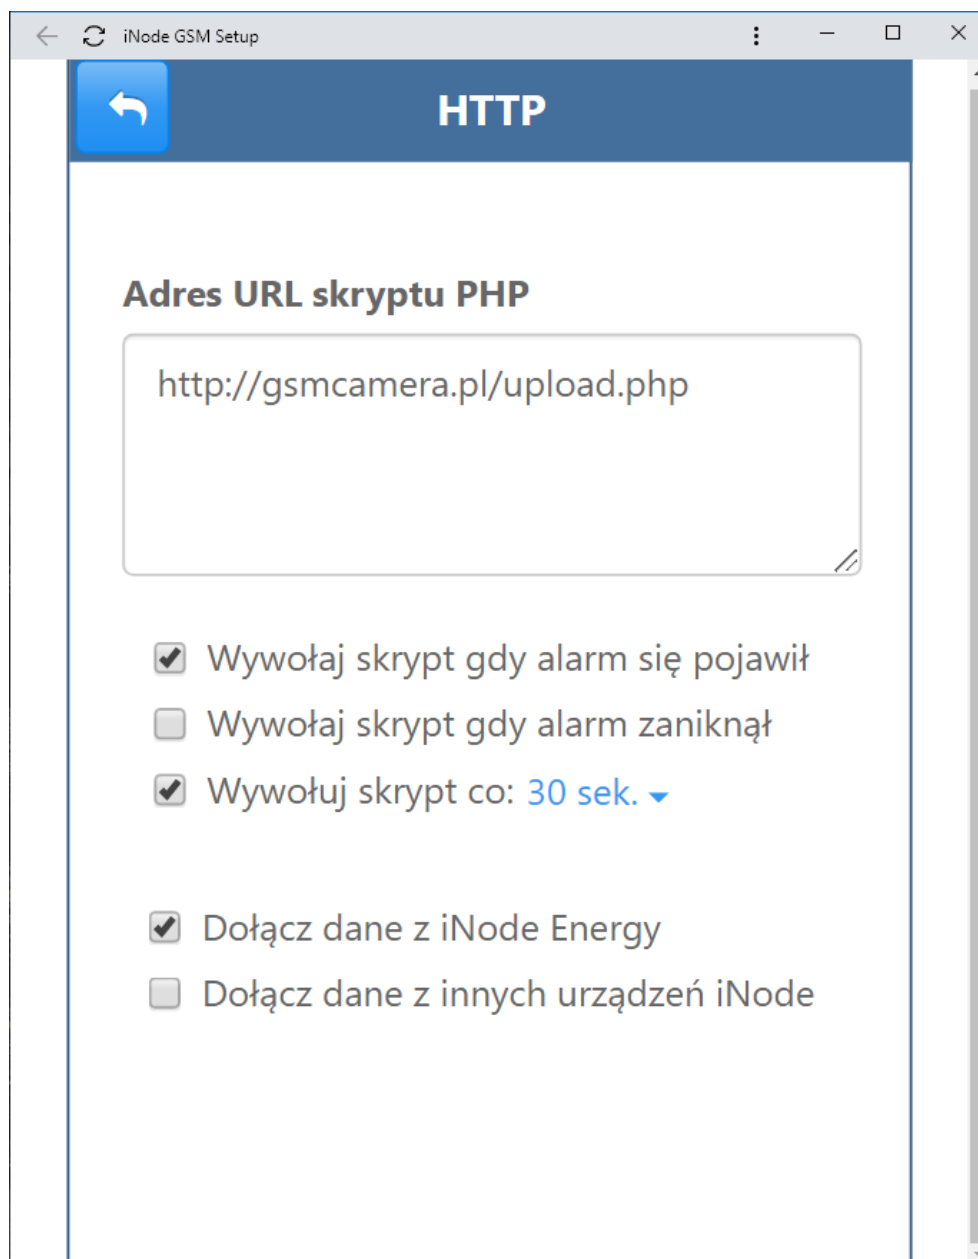 iNode GSM Setup
HTTP
Adres URL skryptu PHP
http://gsmcamera.pl/upload.php
Wywołaj skrypt gdy alarm się pojawił
Wywołaj skrypt gdy alarm zaniknął
Wywołuj skrypt co: 30 sek.
Dołącz dane z iNode Energy
Dołącz dane z innych urządzeń iNode